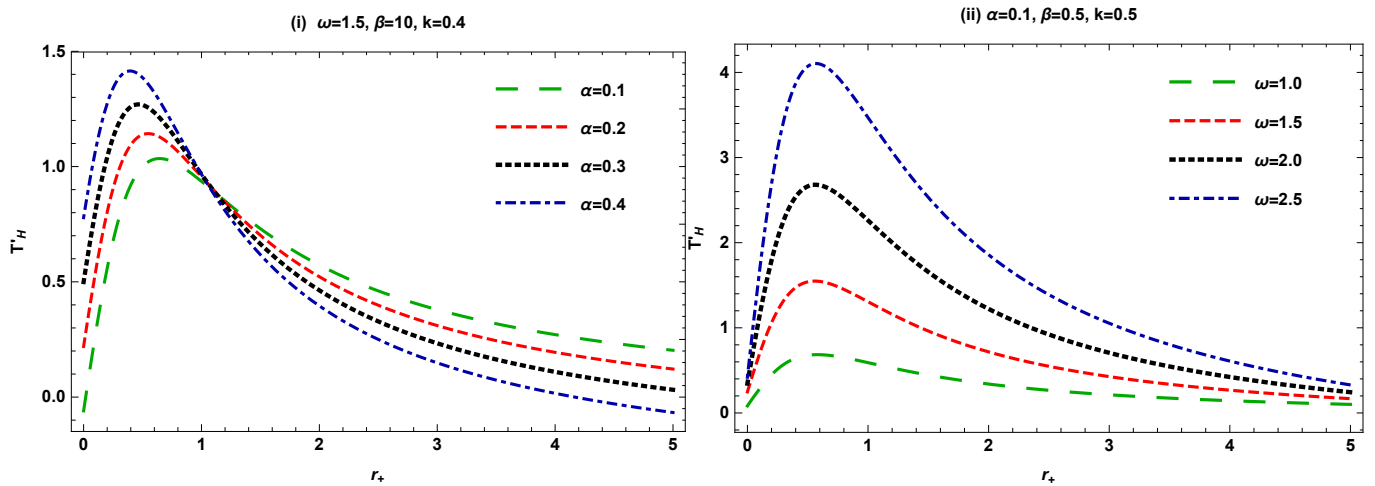 (i) ω=1.5, β=10, k=0.4
1.5
1.0
0.5
0.0
T'H
α=0.1
α=0.2
α=0.3
α=0.4
0 1 2 3 4 5
r+
(ii) α=0.1, β=0.5, k=0.5
4
3
2
1
0
T'H
ω=1.0
ω=1.5
ω=2.0
ω=2.5
0 1 2 3 4 5
r+